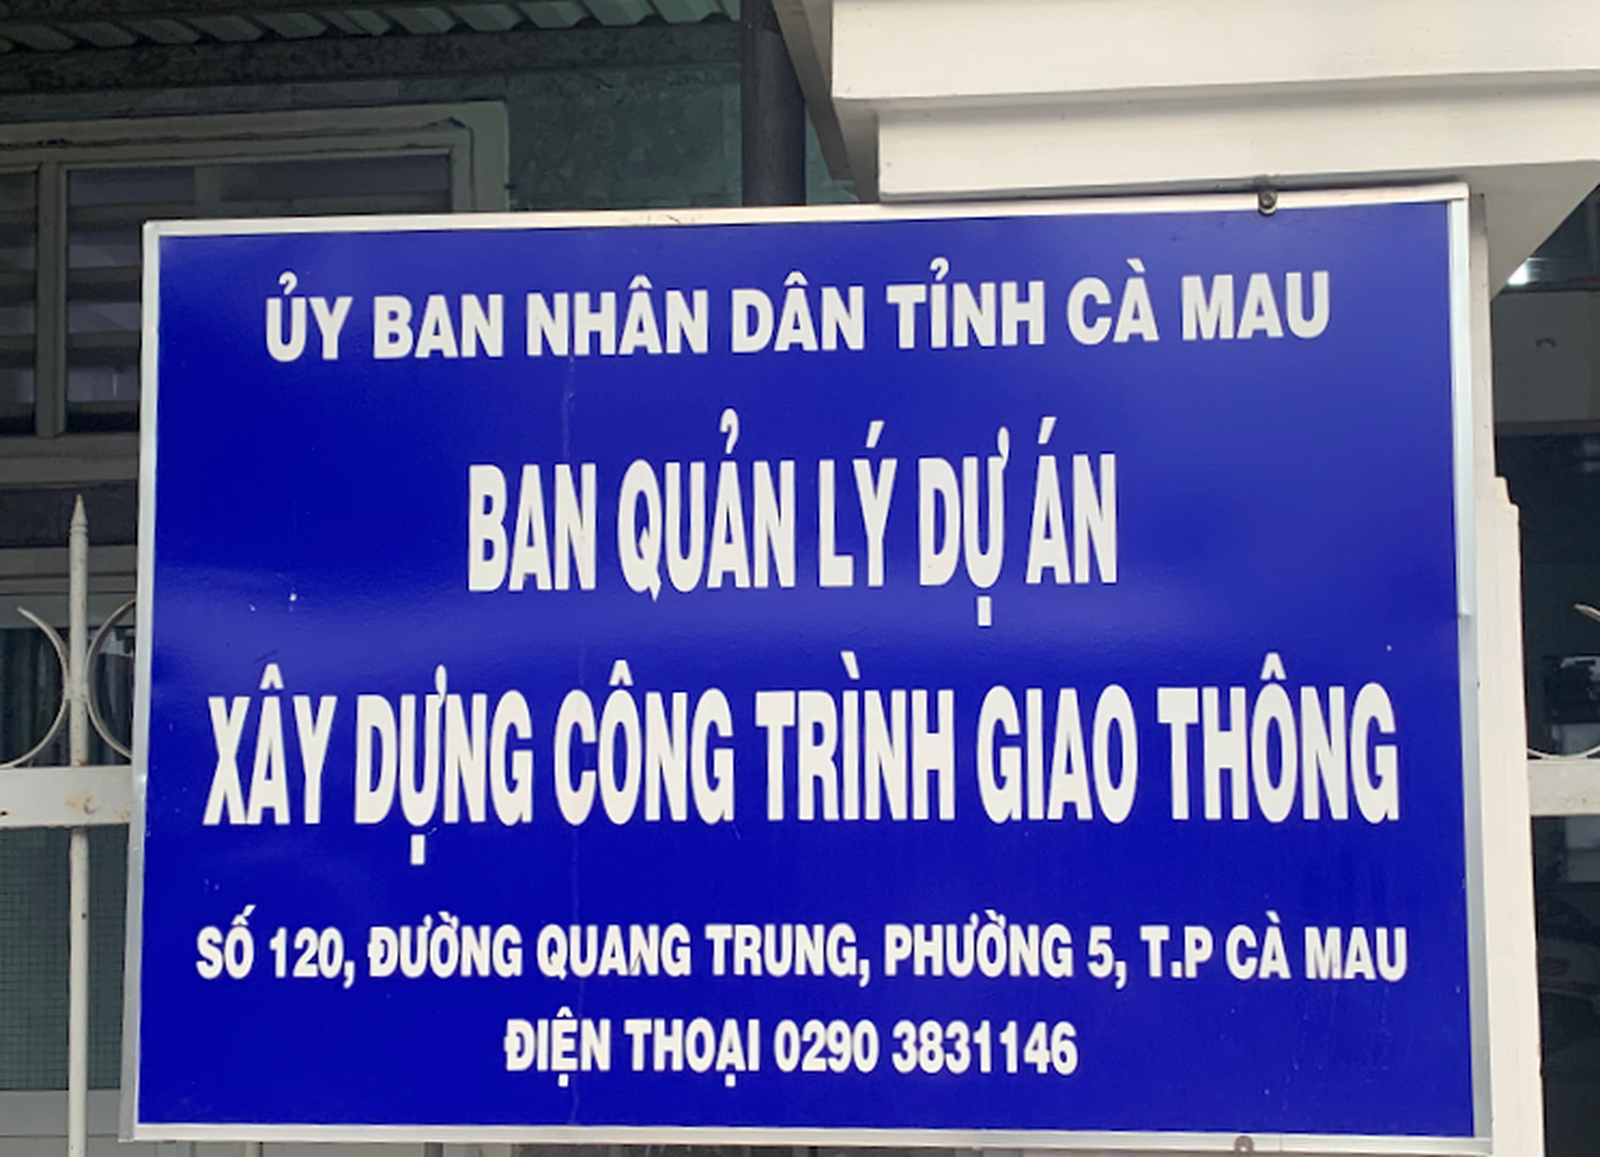 ỦY BAN NHÂN DÂN TỈNH CÀ MAU
BAN QUẢN LÝ DỰ ÁN
XÂY DỰNG CÔNG TRÌNH GIAO THÔNG
SỐ 120, ĐƯỜNG QUANG TRUNG, PHƯỜNG 5, T.P CÀ MAU
ĐIỆN THOẠI 0290 3831146